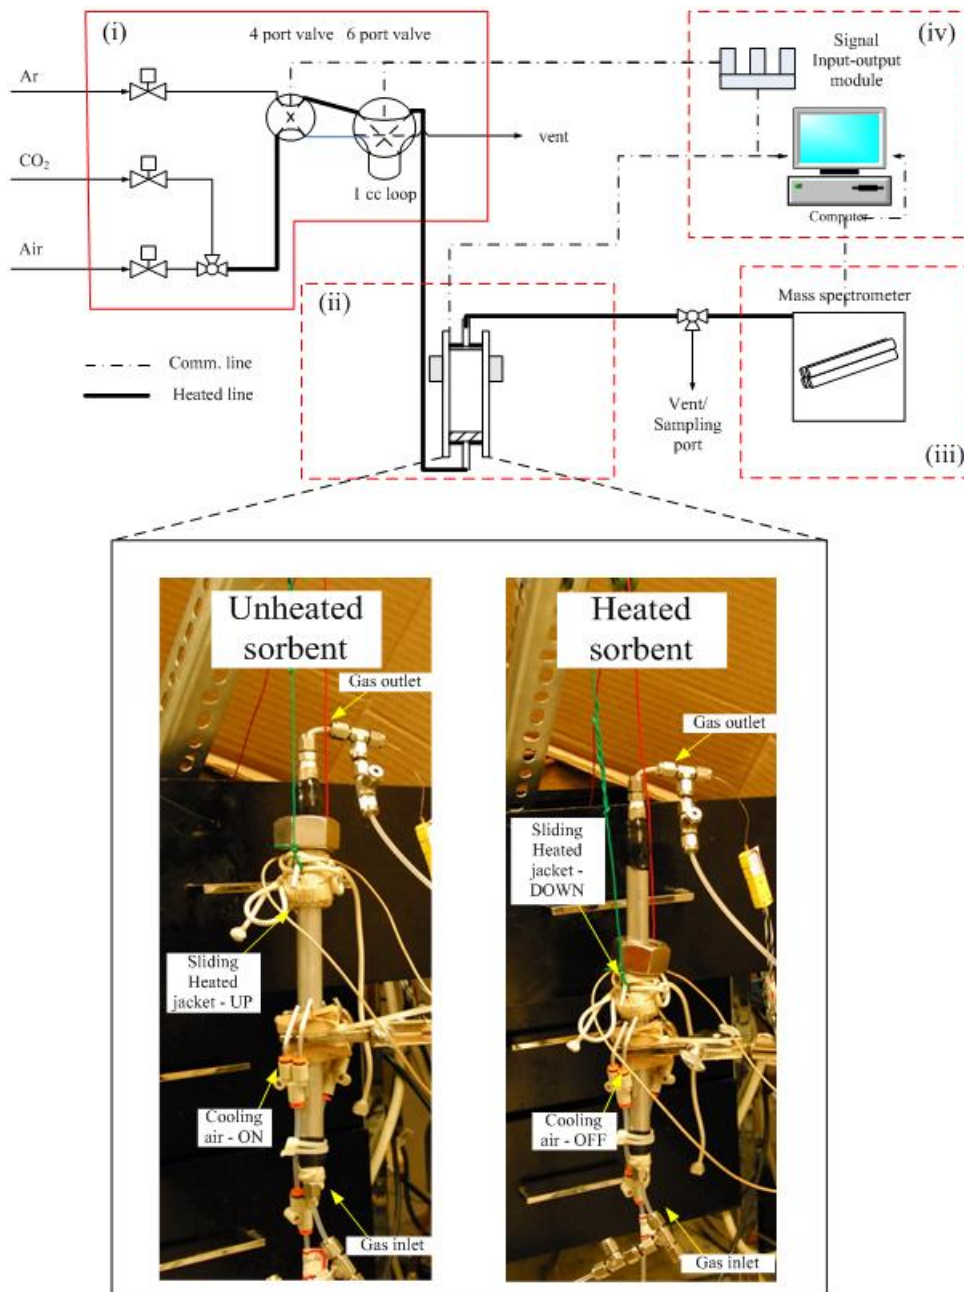 (i)
4 port valve 6 port valve
Ar
CO₂
Air
1 cc loop
vent
(iv)
Signal
Input-output
module
Computer
(ii)
Comm. line
Heated line
Vent/
Sampling
port
Mass spectrometer
(iii)
Unheated
sorbent
Gas outlet
Sliding
Heated
jacket - UP
Cooling
air - ON
Gas inlet
Heated
sorbent
Gas outlet
Sliding
Heated
jacket -
DOWN
Cooling
air - OFF
Gas inlet